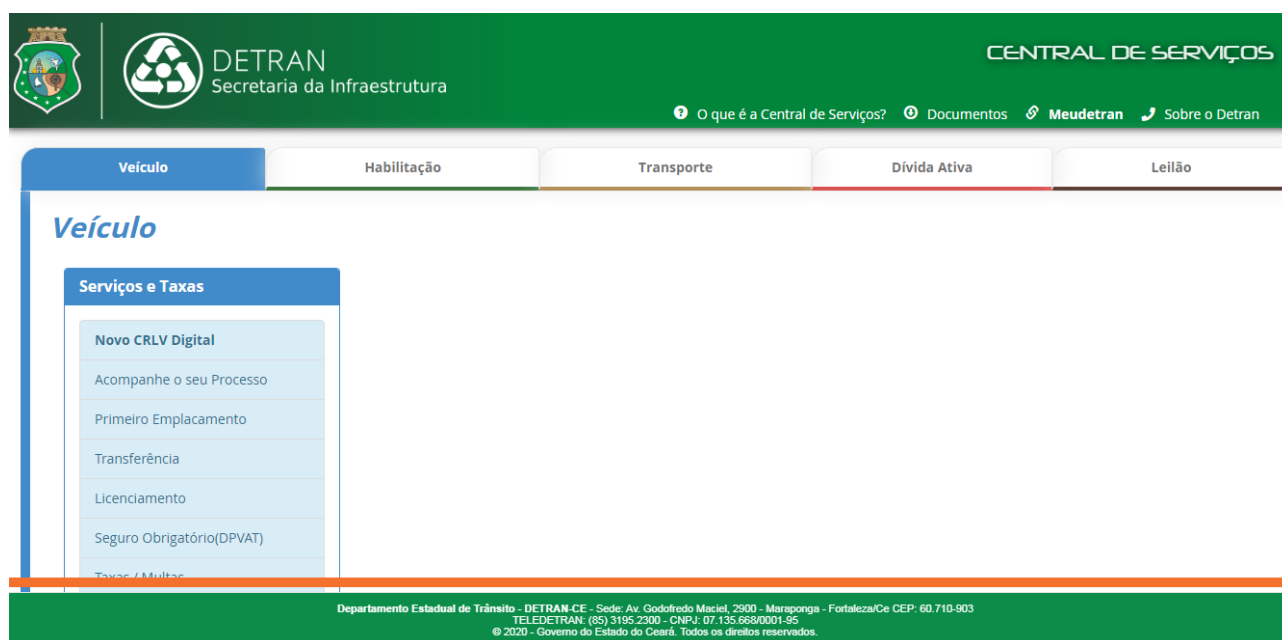 DETRAN
Secretaria da Infraestrutura
CENTRAL DE SERVIÇOS
O que é a Central de Serviços? Documentos Meudetran Sobre o Detran
Veículo Habilitação Transporte Dívida Ativa Leilão
Veículo
Serviços e Taxas
Novo CRLV Digital
Acompanhe o seu Processo
Primeiro Emplacamento
Transferência
Licenciamento
Seguro Obrigatório(DPVAT)
Taxas / Multas
Departamento Estadual de Trânsito - DETRAN-CE - Sede: Av. Godofredo Maciel, 2900 - Maraponga - Fortaleza/Ce CEP: 60.710-903
TELEDETRAN: (85) 3195.2300 - CNPJ: 07.135.668/0001-95
© 2020 - Governo do Estado do Ceará. Todos os direitos reservados.